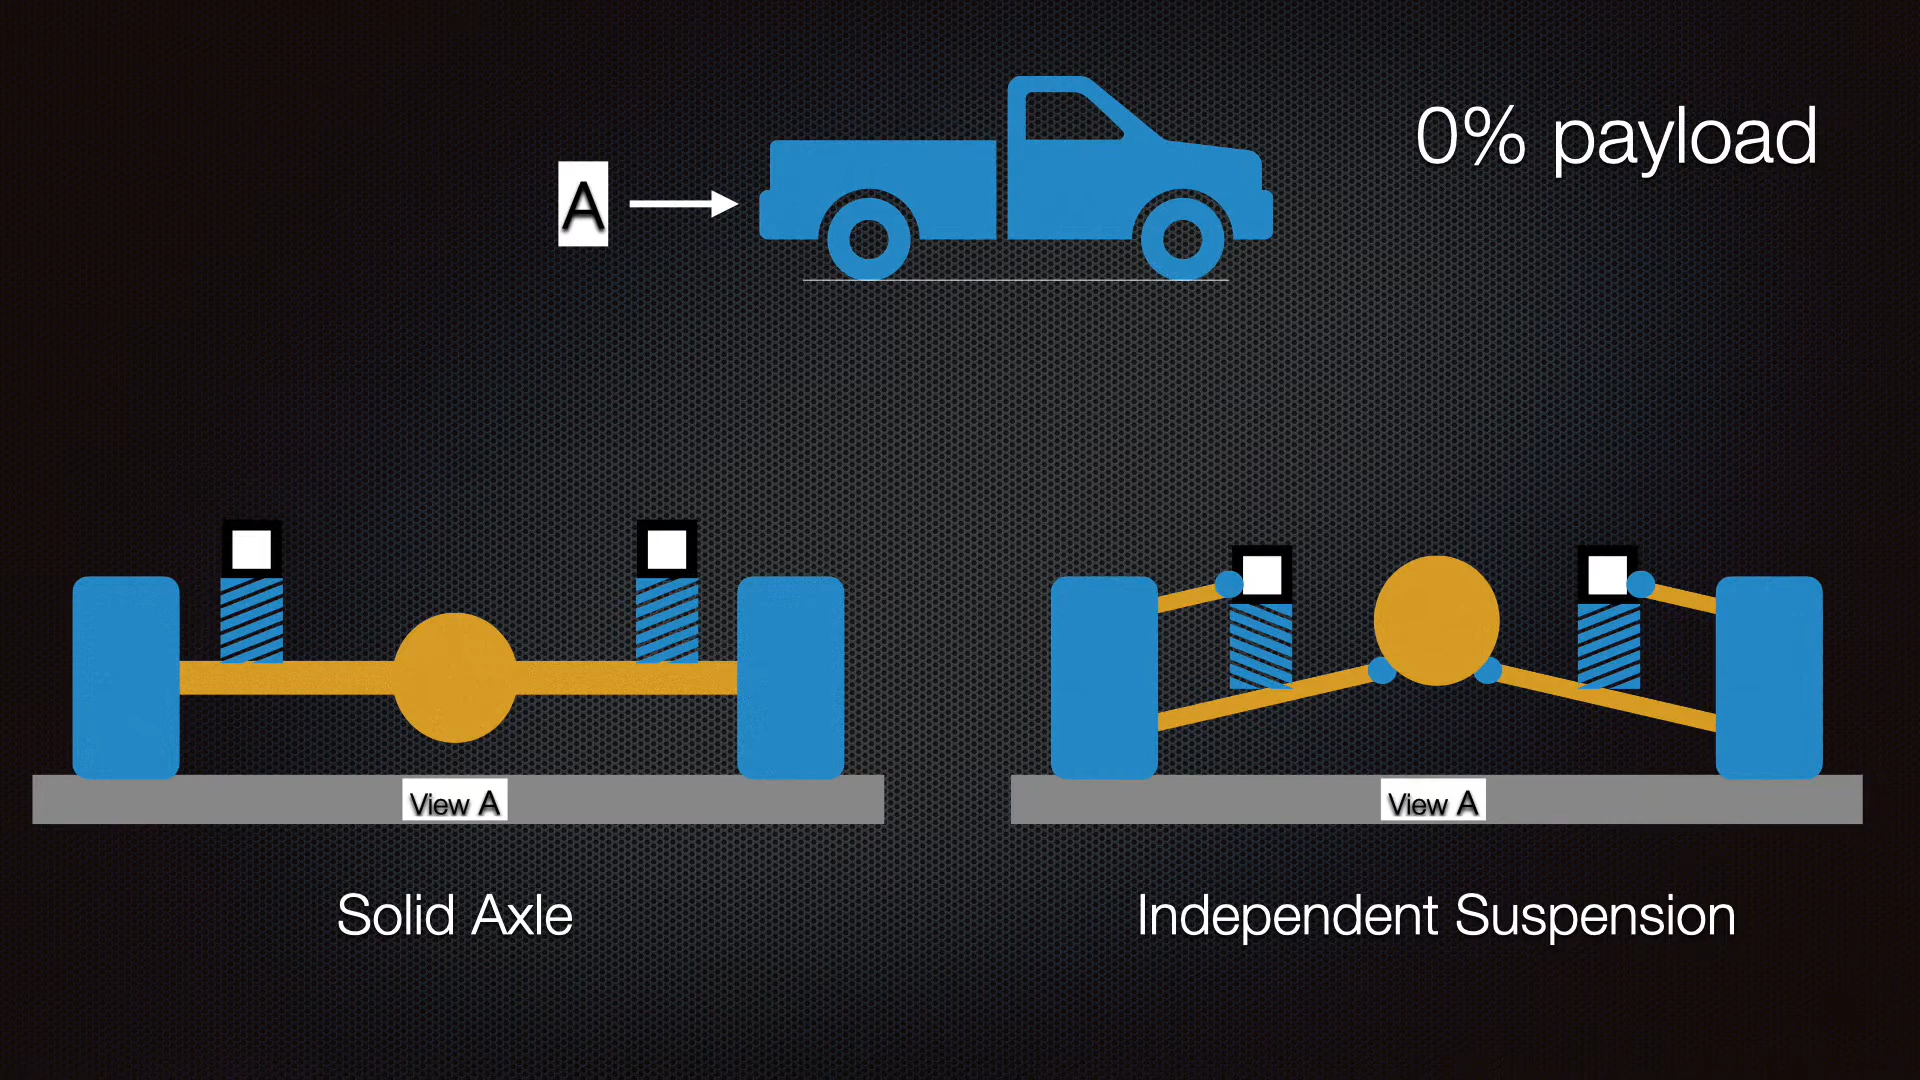 0% payload
A
View A
View A
Solid Axle
Independent Suspension